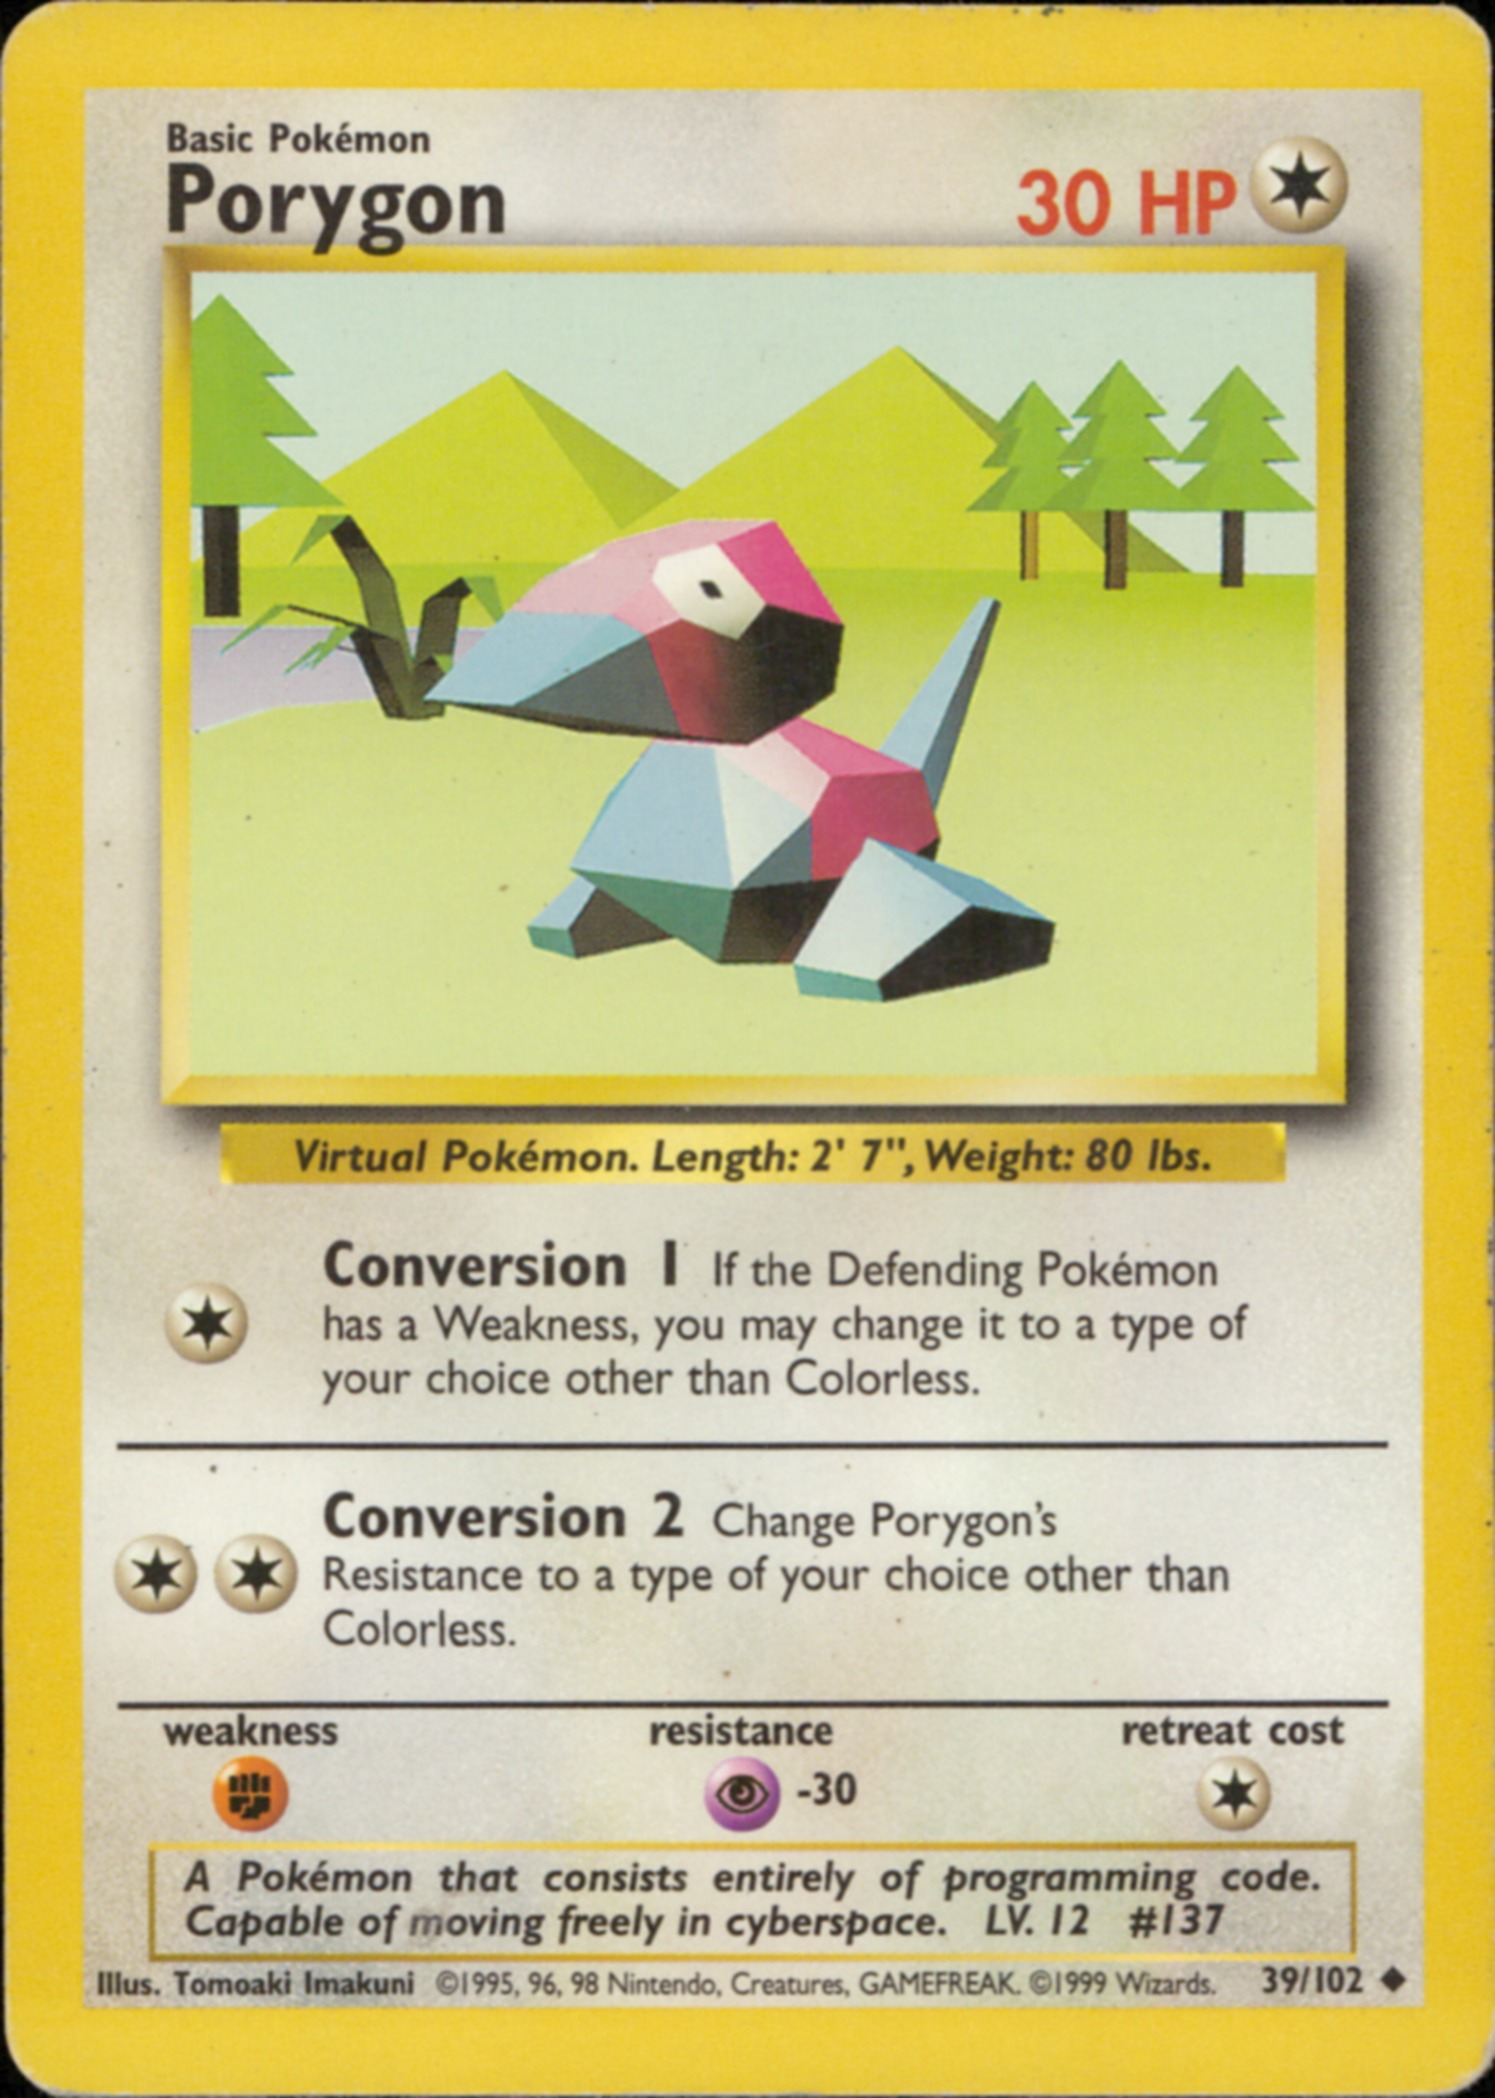 Basic Pokémon
Porygon
30 HP
Virtual Pokémon. Length: 2' 7", Weight: 80 lbs.
Conversion 1 If the Defending Pokémon
has a Weakness, you may change it to a type of
your choice other than Colorless.
Conversion 2 Change Porygon's
Resistance to a type of your choice other than
Colorless.
weakness resistance retreat cost
-30
A Pokémon that consists entirely of programming code.
Capable of moving freely in cyberspace. LV. 12 #137
Illus. Tomoaki Imakuni ©1995, 96, 98 Nintendo, Creatures, GAMEFREAK. ©1999 Wizards. 39/102